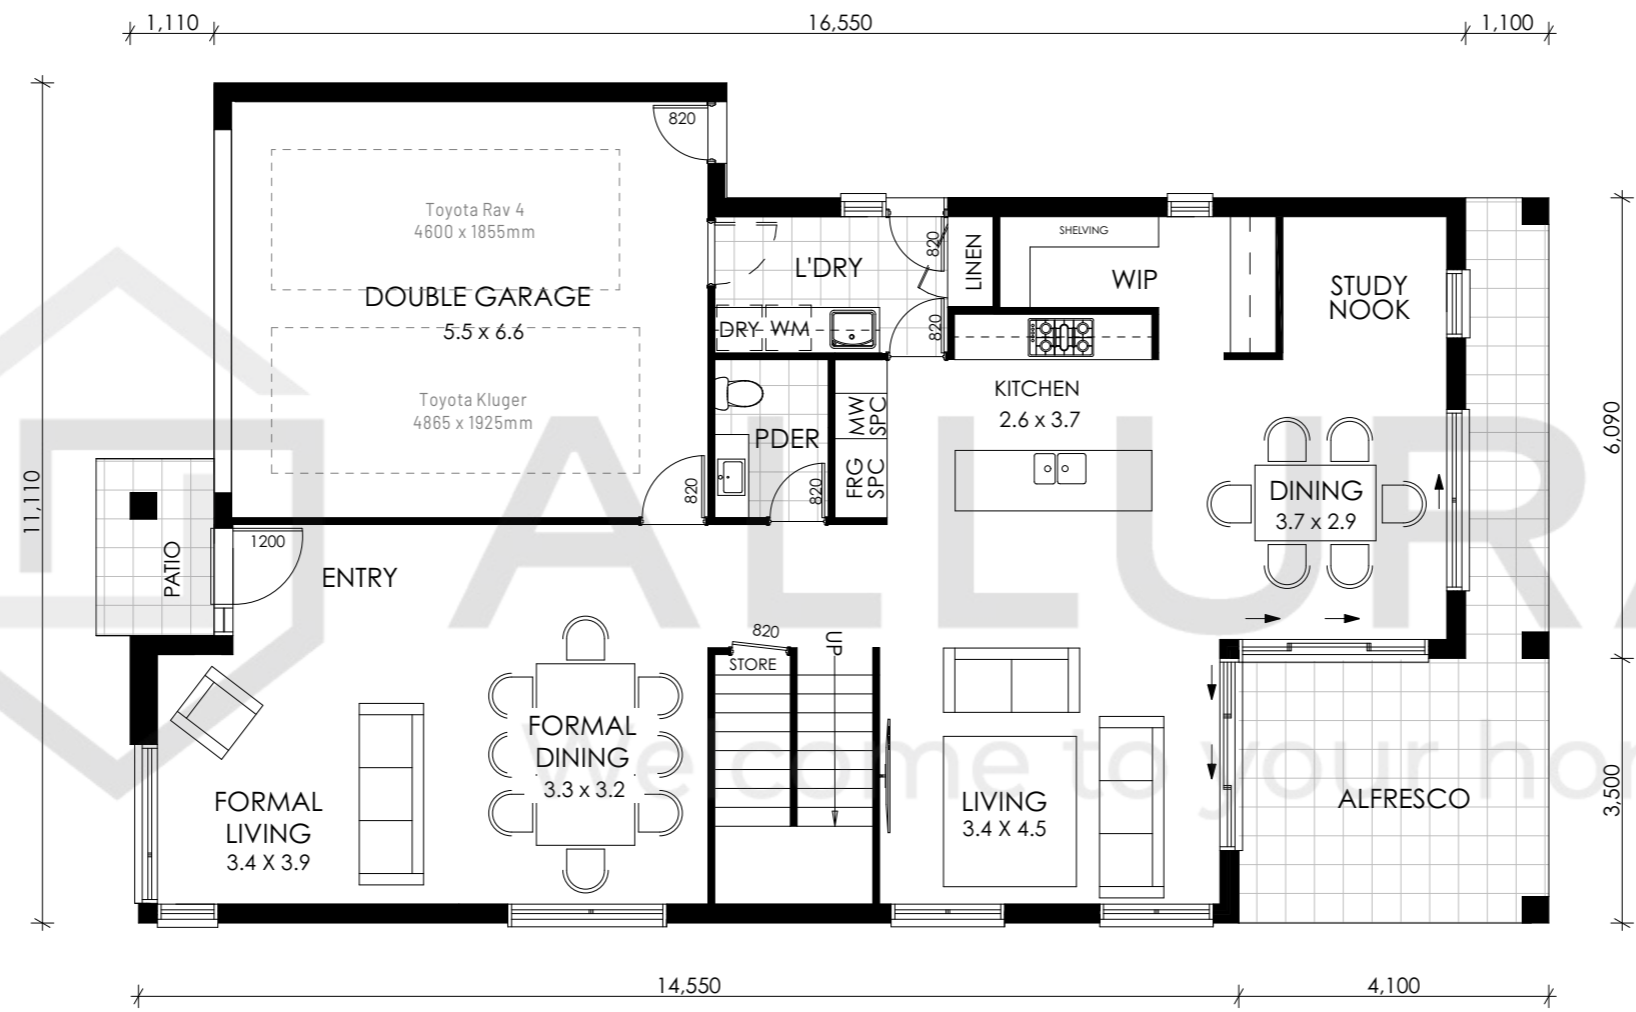 1,110
16,550
1,100
820
Toyota Rav 4
4600 x 1855mm
DOUBLE GARAGE
5.5 x 6.6
Toyota Kluger
4865 x 1925mm
820
L'DRY
820
LINEN
820
DRY
WM
SHELVING
WIP
STUDY
NOOK
KITCHEN
2.6 x 3.7
MW
SPC
FRG
SPC
PDER
820
DINING
3.7 x 2.9
6,090
11,110
PATIO
1200
ENTRY
ALLURA
820
STORE
UP
FORMAL
DINING
3.3 x 3.2
FORMAL
LIVING
3.4 X 3.9
LIVING
3.4 X 4.5
ALFRESCO
We come to your hom
3,500
14,550
4,100